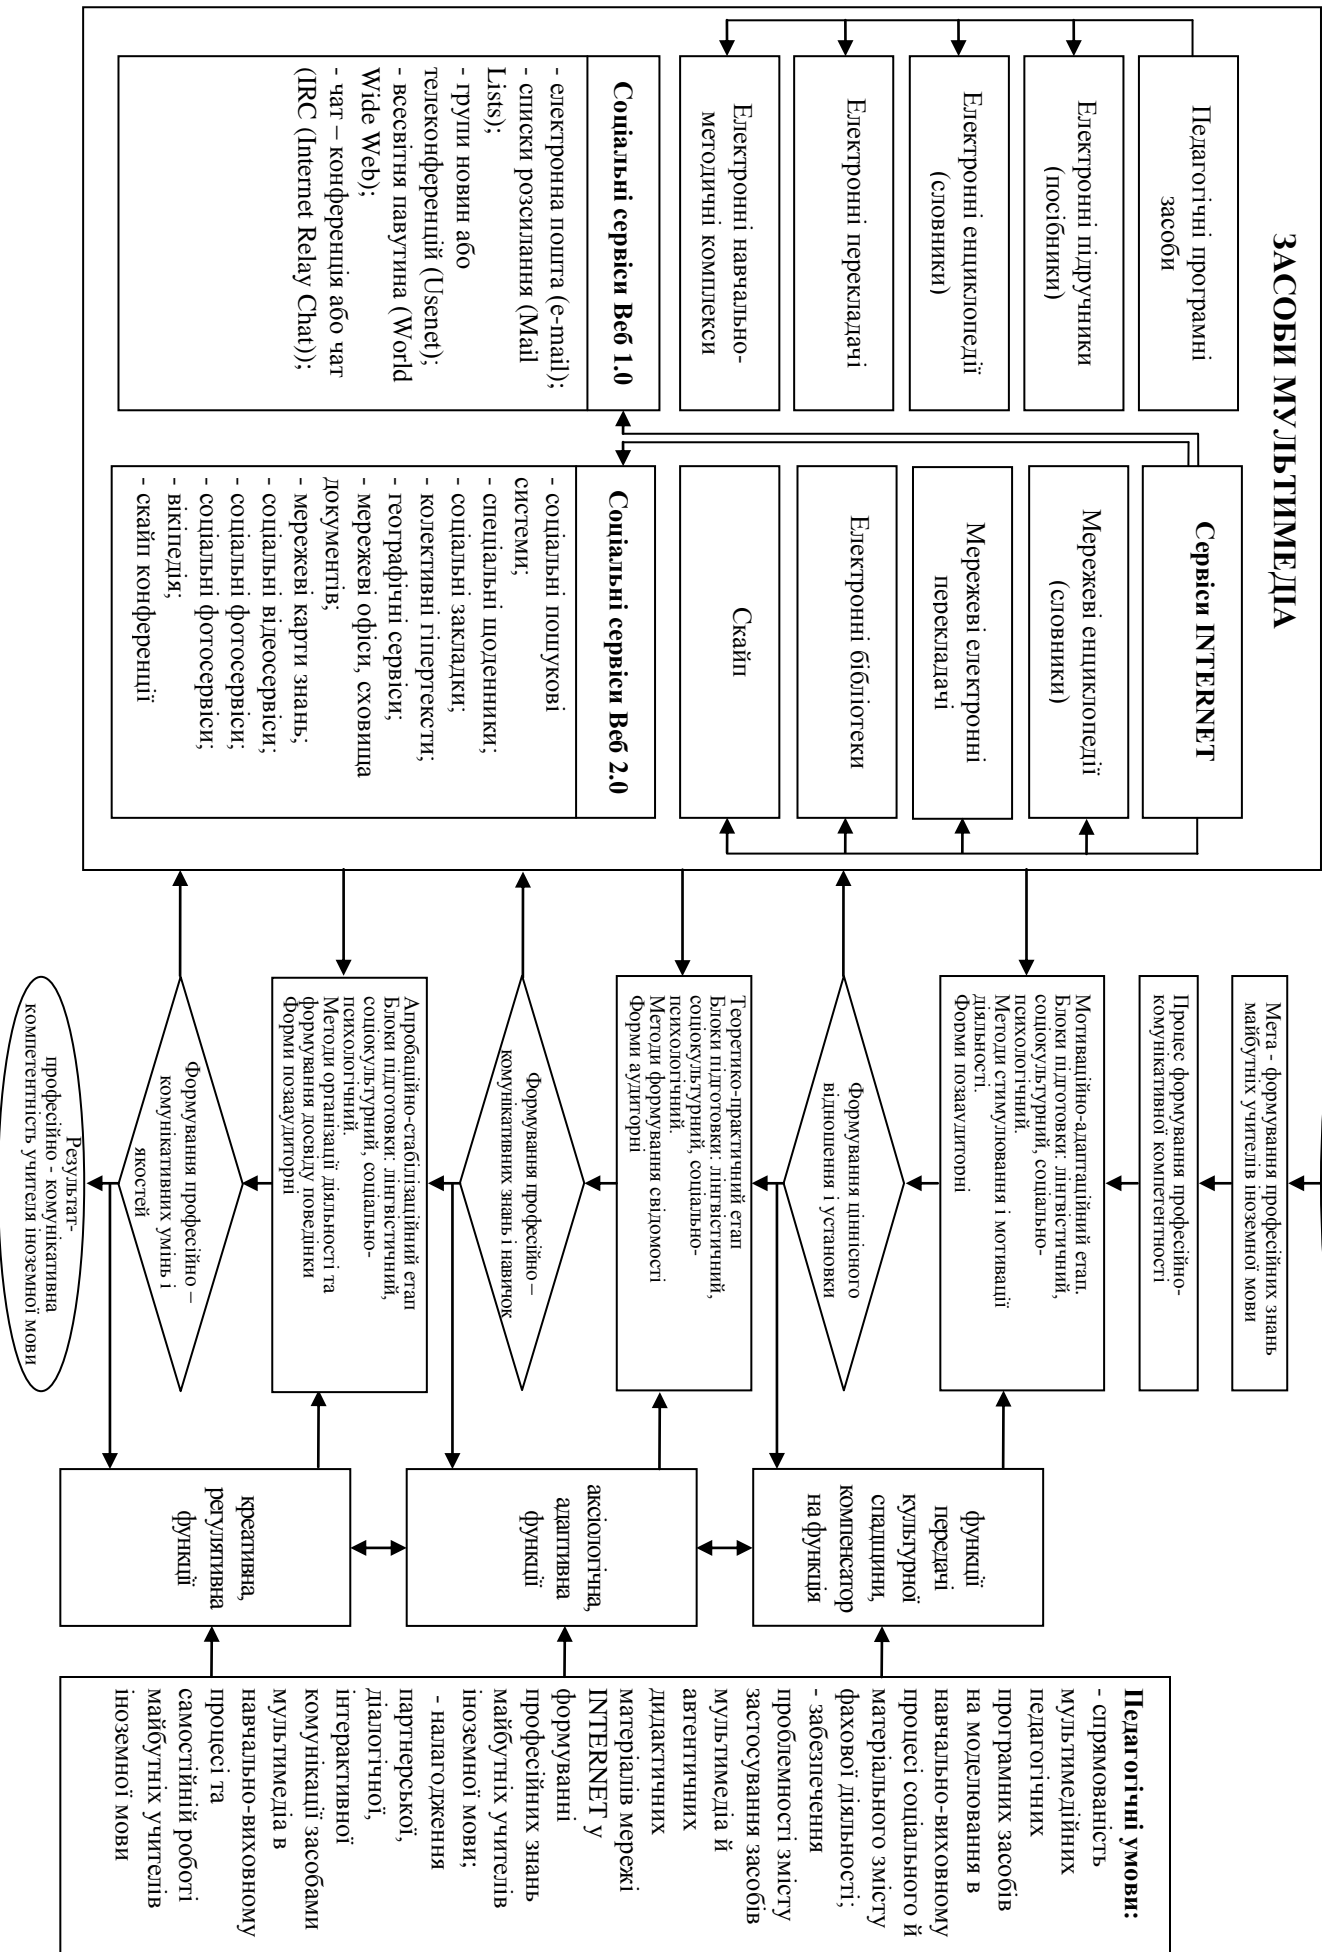 ЗАСОБИ МУЛЬТИМЕДІА
Педагогічні програмні
засоби
Електронні підручники
(посібники)
Електронні енциклопедії
(словники)
Електронні перекладачі
Електронні навчально-
методичні комплекси
Соціальні сервіси Веб 1.0
- електронна пошта (e-mail);
- списки розсилання (Mail
Lists);
- групи новин або
телеконференцій (Usenet);
- всесвітня павутина (World
Wide Web);
- чат – конференція або чат
(IRC (Internet Relay Chat));
Сервіси INTERNET
Мережеві енциклопедії
(словники)
Мережеві електронні
перекладачі
Електронні бібліотеки
Скайп
Соціальні сервіси Веб 2.0
- соціальні пошукові
системи;
- спеціальні щоденники;
- соціальні закладки;
- колективні гіпертексти;
- географічні сервіси;
- мережеві офіси, сховища
документів;
- мережеві карти знань;
- соціальні відеосервіси;
- соціальні фотосервіси;
- соціальні фотосервіси;
- вікіпедія;
- скайп конференції
Мета - формування професійних знань
майбутніх учителів іноземної мови
Процес формування професійно-
комунікативної компетентності
Мотиваційно-адаптаційний етап.
Блоки підготовки: лінгвістичний,
соціокультурний, соціально-
психологічний.
Методи стимулювання і мотивації
діяльності.
Форми позааудиторні
Формування ціннісного
відношення і установки
Теоретико-практичний етап
Блоки підготовки: лінгвістичний,
соціокультурний, соціально-
психологічний.
Методи формування свідомості
Форми аудиторні
Формування професійно –
комунікативних знань і навичок
Апробаційно-стабілізаційний етап
Блоки підготовки: лінгвістичний,
соціокультурний, соціально-
психологічний.
Методи організації діяльності та
формування досвіду поведінки
Форми позааудиторні
Формування професійно –
комунікативних умінь і
якостей
Результат-
професійно - комунікативна
компетентність учителя іноземної мови
функції
передачі
культурної
спадщини,
компенсатор
на функція
аксіологічна,
адаптивна
функції
креативна,
регулятивна
функції
Педагогічні умови:
- спрямованість
мультимедійних
педагогічних
програмних засобів
на моделювання в
навчально-виховному
процесі соціального й
матеріального змісту
фахової діяльності;
- забезпечення
проблемності змісту
застосування засобів
мультимедіа й
автентичних
дидактичних
матеріалів мережі
INTERNET у
формуванні
професійних знань
майбутніх учителів
іноземної мови;
- налагодження
партнерської,
діалогічної,
інтерактивної
комунікації засобами
мультимедіа в
навчально-виховному
процесі та
самостійній роботі
майбутніх учителів
іноземної мови